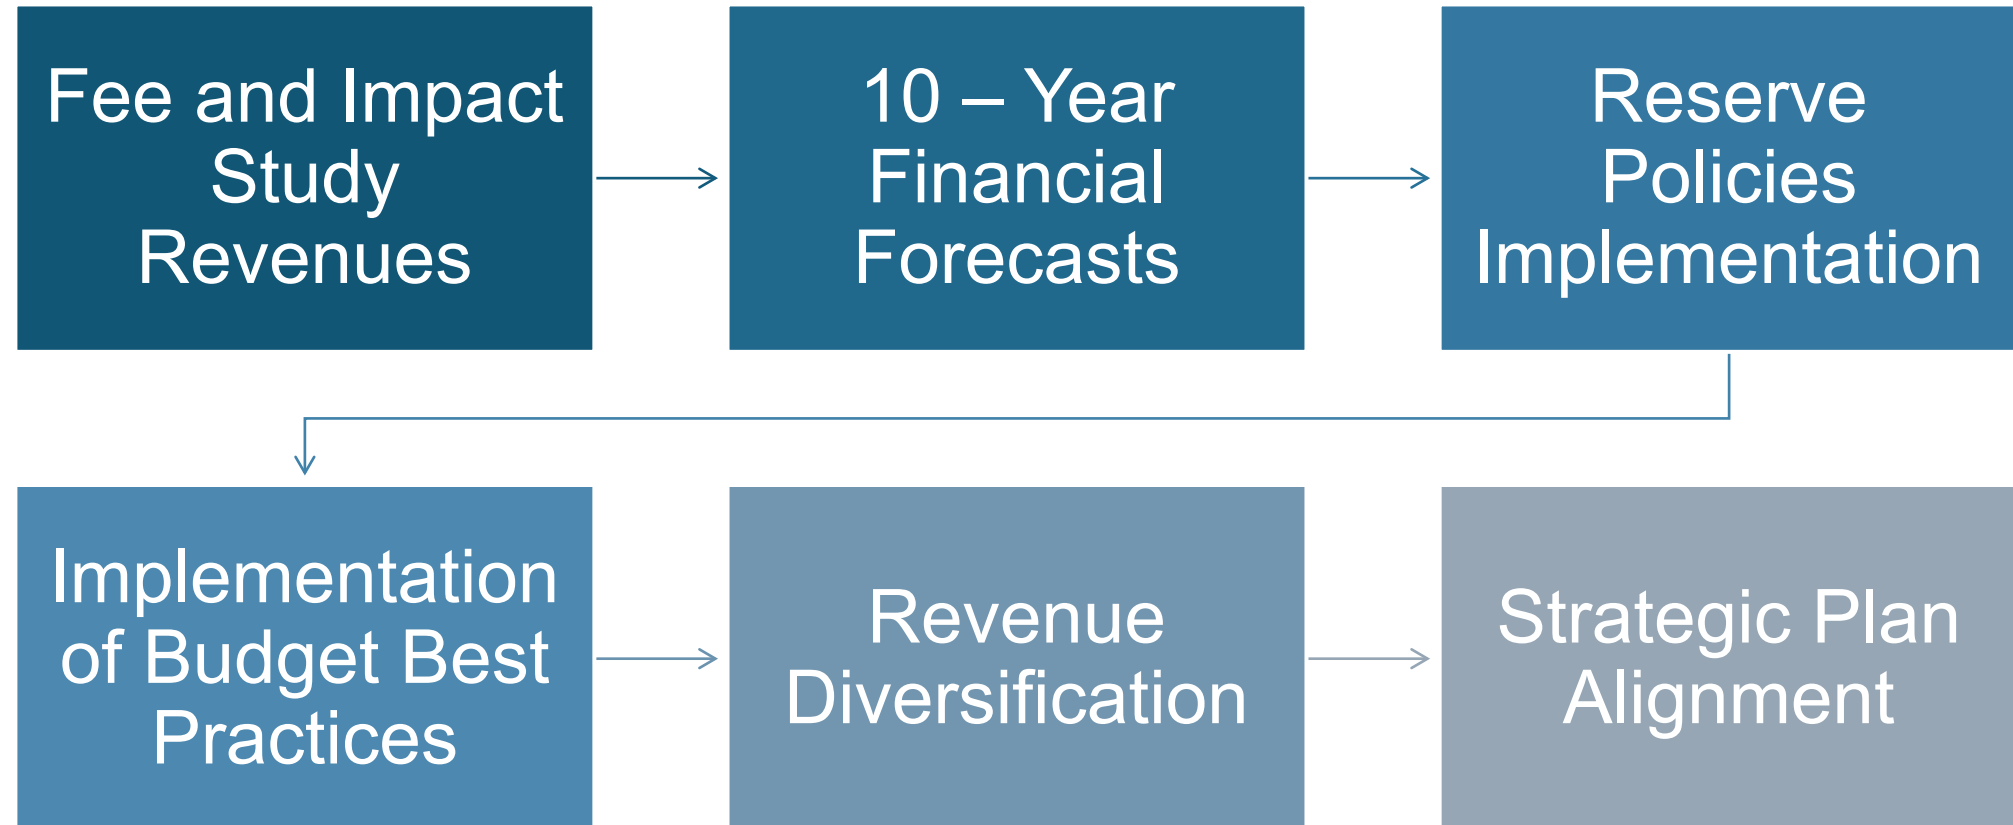 Fee and Impact
Study
Revenues
10 – Year
Financial
Forecasts
Reserve
Policies
Implementation
Implementation
of Budget Best
Practices
Revenue
Diversification
Strategic Plan
Alignment